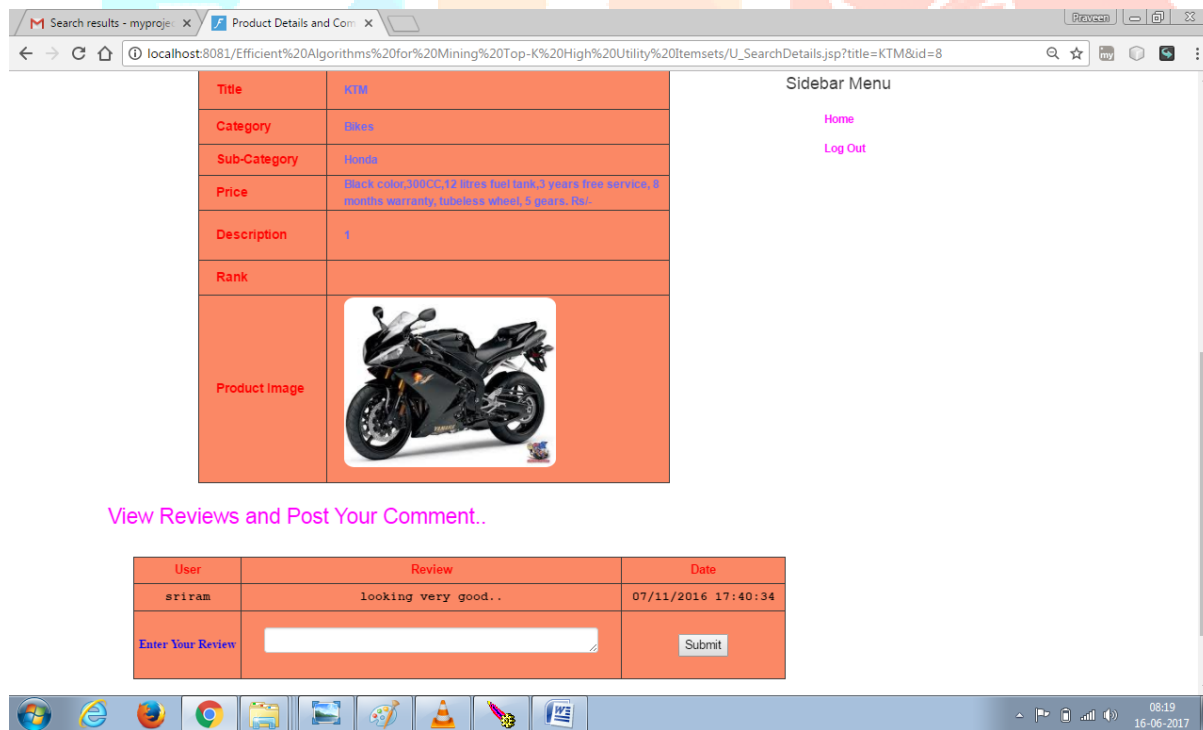 Search results - myprojec
Product Details and Com
Praveen
localhost:8081/Efficient%20Algorithms%20for%20Mining%20Top-K%20High%20Utility%20Itemsets/U_SearchDetails.jsp?title=KTM&id=8
my
Title KTM
Category Bikes
Sub-Category Honda
Price Black color,300CC,12 litres fuel tank,3 years free service, 8
months warranty, tubeless wheel, 5 gears. Rs/-
Description 1
Rank
Product Image
YAMAHA
Sidebar Menu
Home
Log Out
View Reviews and Post Your Comment..
User Review Date
sriram looking very good.. 07/11/2016 17:40:34
Enter Your Review Submit
08:19
16-06-2017